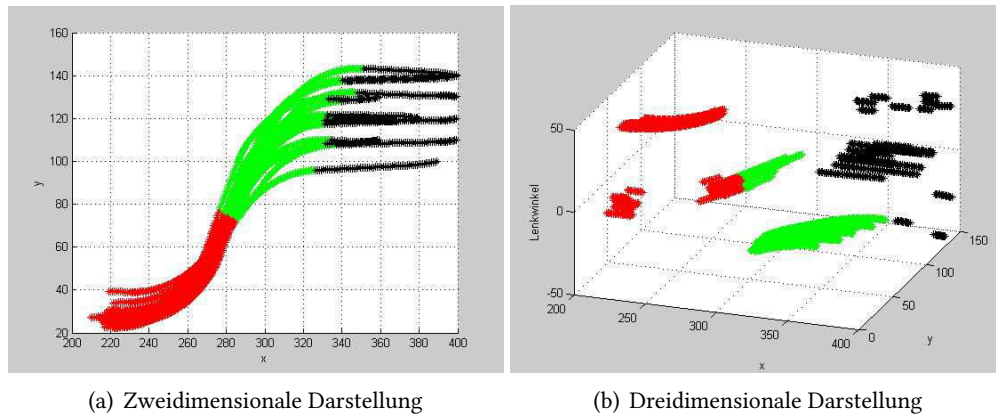 160
140
120
100
80
60
40
20
200 220 240 260 280 300 320 340 360 380 400
x
y
50
0
-50
Lenkwinkel
200
250
300
350
400
x
0
50
100
150
y
(a) Zweidimensionale Darstellung
(b) Dreidimensionale Darstellung